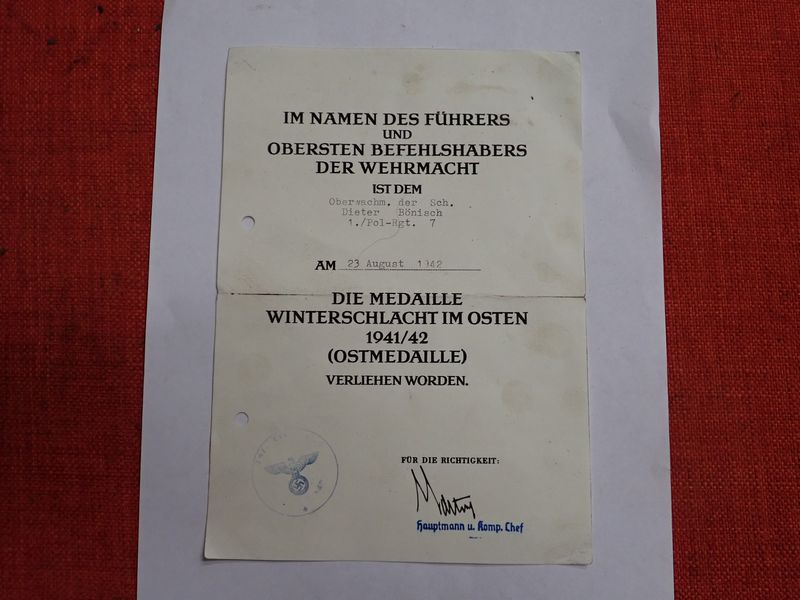 IM NAMEN DES FÜHRERS
UND
OBERSTEN BEFEHLSHABERS
DER WEHRMACHT
IST DEM
Oberwachm. der Sch.
Dieter Bönisch
1./Pol-Rgt. 7
AM 23 August 1942
DIE MEDAILLE
WINTERSCHLACHT IM OSTEN
1941/42
(OSTMEDAILLE)
VERLIEHEN WORDEN.
FÜR DIE RICHTIGKEIT:
Hauptmann u. Komp. Chef